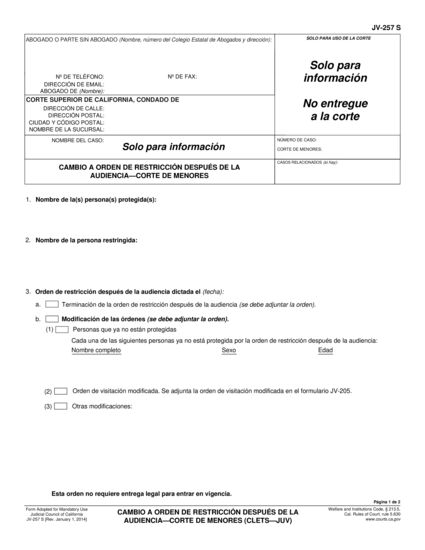 JV-257 S
ABOGADO O PARTE SIN ABOGADO (Nombre, número del Colegio Estatal de Abogados y dirección):
SOLO PARA USO DE LA CORTE
Nº DE TELÉFONO: Nº DE FAX:
DIRECCIÓN DE EMAIL:
ABOGADO DE (Nombre):
Solo para
información
No entregue
a la corte
CORTE SUPERIOR DE CALIFORNIA, CONDADO DE
DIRECCIÓN DE CALLE:
DIRECCIÓN POSTAL:
CIUDAD Y CÓDIGO POSTAL:
NOMBRE DE LA SUCURSAL:
NOMBRE DEL CASO:
Solo para información
NÚMERO DE CASO:
CORTE DE MENORES:
CAMBIO A ORDEN DE RESTRICCIÓN DESPUÉS DE LA
AUDIENCIA—CORTE DE MENORES
CASOS RELACIONADOS (si hay):
1. Nombre de la(s) persona(s) protegida(s):
2. Nombre de la persona restringida:
3. Orden de restricción después de la audiencia dictada el (fecha):
a. Terminación de la orden de restricción después de la audiencia (se debe adjuntar la orden).
b. Modificación de las órdenes (se debe adjuntar la orden).
(1) Personas que ya no están protegidas
Cada una de las siguientes personas ya no está protegida por la orden de restricción después de la audiencia:
Nombre completo Sexo Edad
(2) Orden de visitación modificada. Se adjunta la orden de visitación modificada en el formulario JV-205.
(3) Otras modificaciones:
Esta orden no requiere entrega legal para entrar en vigencia.
Página 1 de 2
Form Adopted for Mandatory Use
Judicial Council of California
JV-257 S [Rev. January 1, 2014]
CAMBIO A ORDEN DE RESTRICCIÓN DESPUÉS DE LA
AUDIENCIA—CORTE DE MENORES (CLETS—JUV)
Welfare and Institutions Code, § 213.5;
Cal. Rules of Court, rule 5.630
www.courts.ca.gov